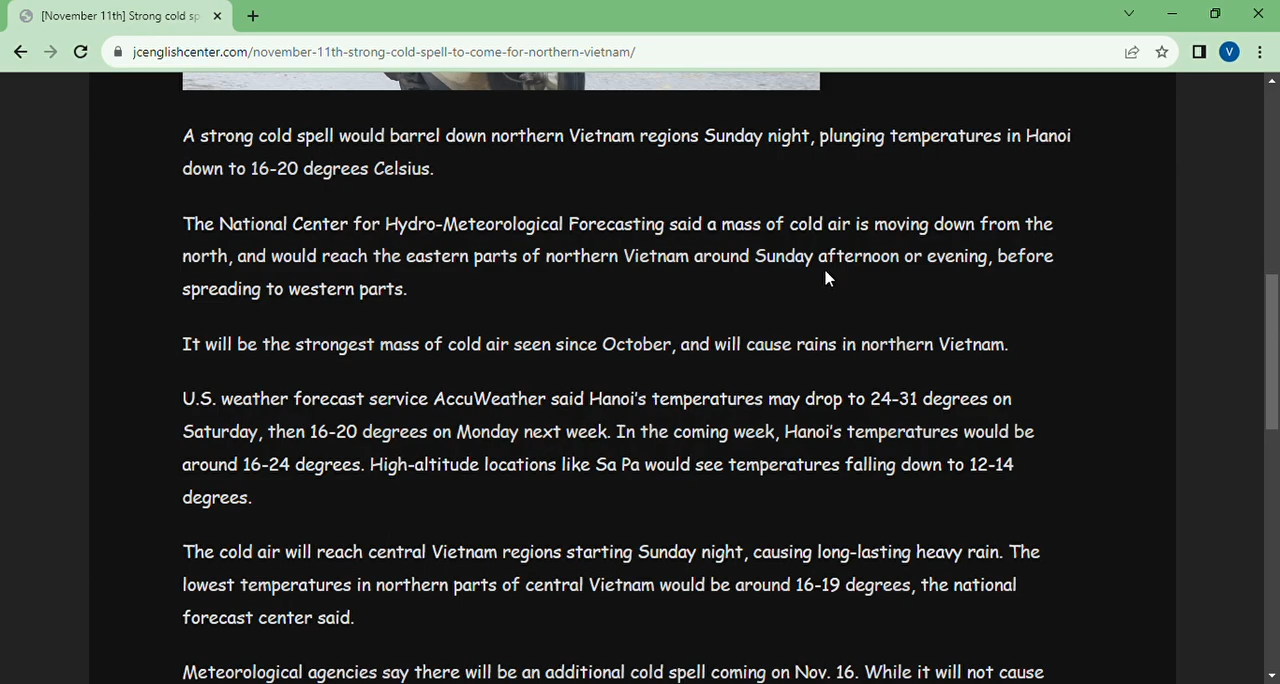 [November 11th] Strong cold sp
jcenglishcenter.com/november-11th-strong-cold-spell-to-come-for-northern-vietnam/
V
A strong cold spell would barrel down northern Vietnam regions Sunday night, plunging temperatures in Hanoi
down to 16-20 degrees Celsius.
The National Center for Hydro-Meteorological Forecasting said a mass of cold air is moving down from the
north, and would reach the eastern parts of northern Vietnam around Sunday afternoon or evening, before
spreading to western parts.
It will be the strongest mass of cold air seen since October, and will cause rains in northern Vietnam.
U.S. weather forecast service AccuWeather said Hanoi's temperatures may drop to 24-31 degrees on
Saturday, then 16-20 degrees on Monday next week. In the coming week, Hanoi's temperatures would be
around 16-24 degrees. High-altitude locations like Sa Pa would see temperatures falling down to 12-14
degrees.
The cold air will reach central Vietnam regions starting Sunday night, causing long-lasting heavy rain. The
lowest temperatures in northern parts of central Vietnam would be around 16-19 degrees, the national
forecast center said.
Meteorological agencies say there will be an additional cold spell coming on Nov. 16. While it will not cause